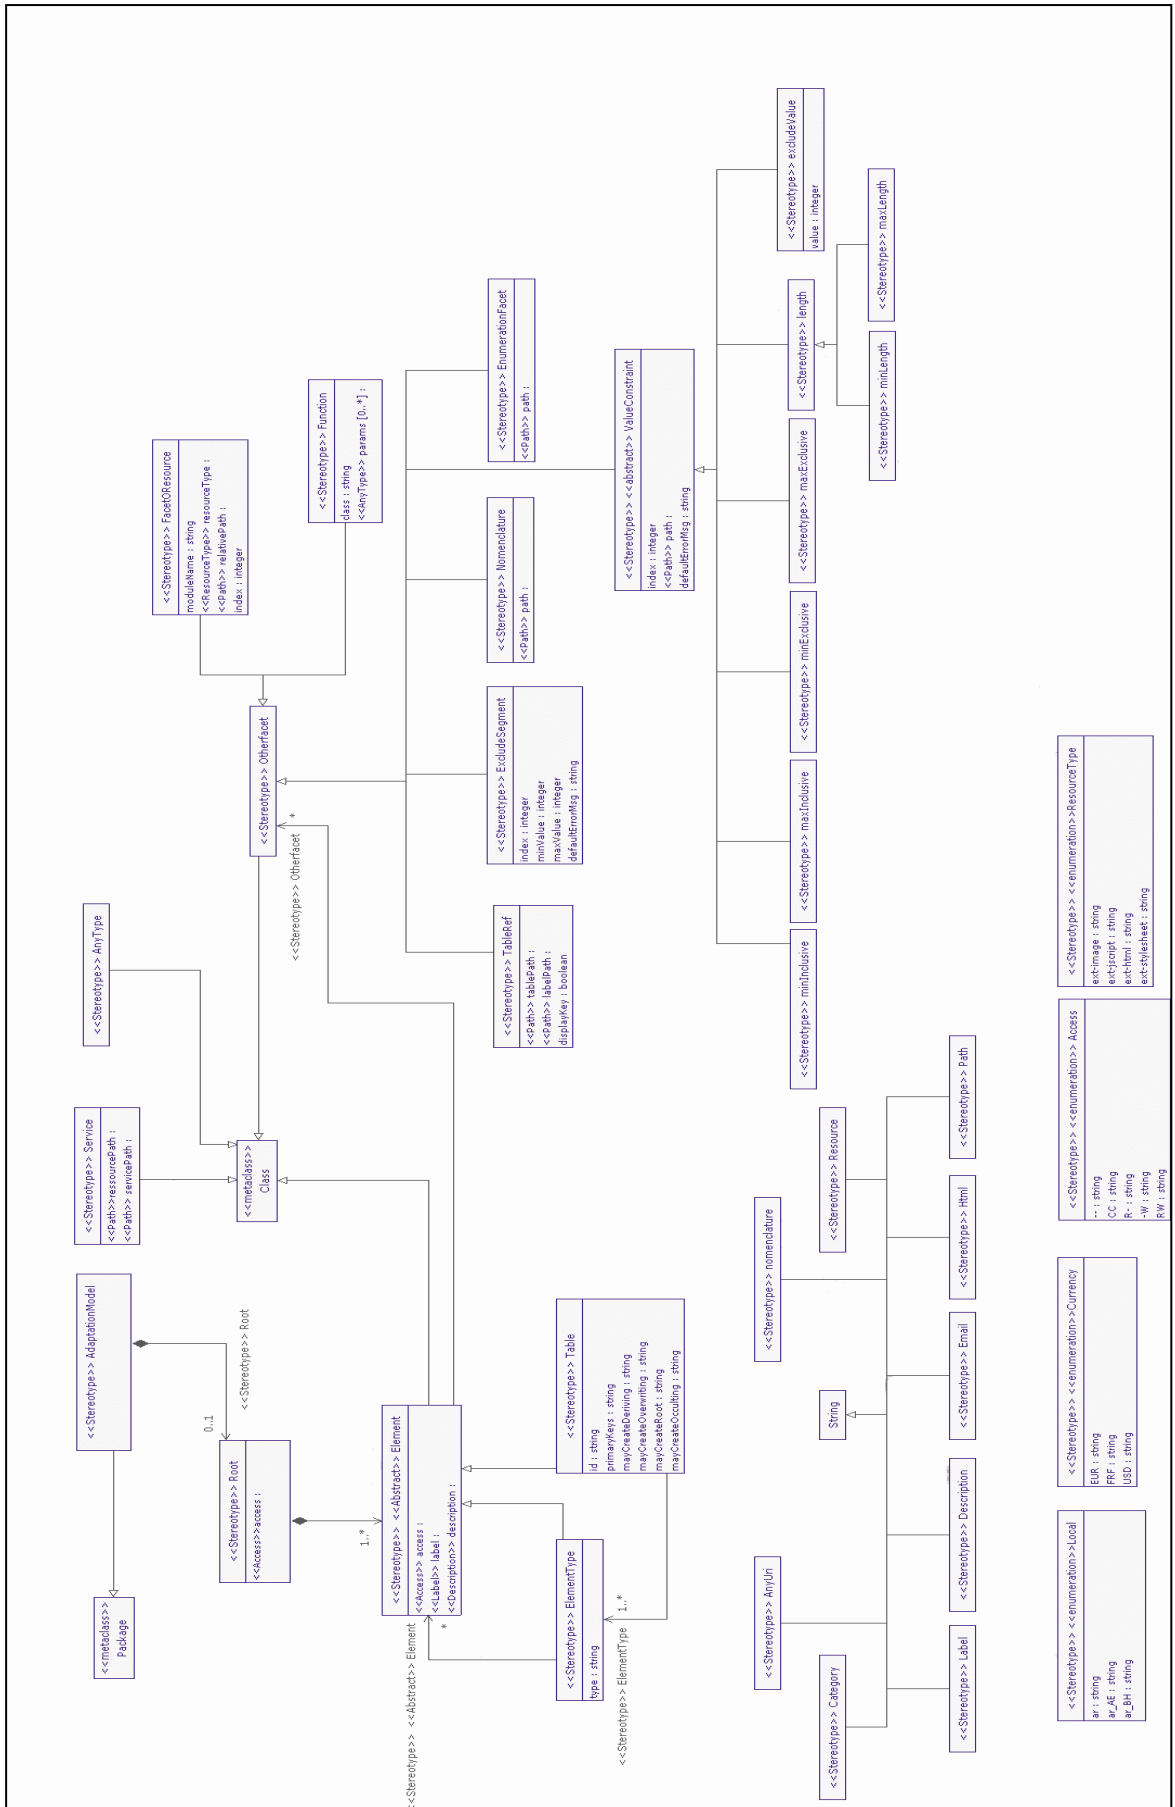 <<metaclass>>
Package
<<Stereotype>> AdaptationModel
<<Stereotype>> Service
<<Path>>ressourcePath :
<<Path>> servicePath :
<<Stereotype>> AnyType
<<Stereotype>> FacetOResource
moduleName : string
<<ResourceType>> resourceType :
<<Path>> relativePath :
index : integer
0..1
<<Stereotype>> Root
<<Stereotype>> Root
<<Access>>access :
<<metaclass>>
Class
<<Stereotype>> Otherfacet
*
<<Stereotype>> Otherfacet
<<Stereotype>> Function
class : string
<<AnyType>> params [0..*] :
1..*
<<Stereotype>> <<Abstract>> Element
<<Access>> access :
<<Label>> label :
<<Description>> description :
<<Stereotype>> <<Abstract>> Element
*
<<Stereotype>> TableRef
<<Path>> tablePath :
<<Path>> labelPath :
displayKey : boolean
<<Stereotype>> ExcludeSegment
index : integer
minValue : integer
maxValue : integer
defaultErrorMsg : string
<<Stereotype>> Nomenclature
<<Path>> path :
<<Stereotype>> EnumerationFacet
<<Path>> path :
<<Stereotype>> ElementType
type : string
<<Stereotype>> ElementType
1..*
<<Stereotype>> Table
id : string
primaryKeys : string
mayCreateDeriving : string
mayCreateOverwriting : string
mayCreateRoot : string
mayCreateOcculting : string
<<Stereotype>> <<abstract>> ValueConstraint
index : integer
<<Path>> path :
defaultErrorMsg : string
<<Stereotype>> minInclusive
<<Stereotype>> maxInclusive
<<Stereotype>> minExclusive
<<Stereotype>> maxExclusive
<<Stereotype>> length
<<Stereotype>> excludeValue
value : integer
<<Stereotype>> minLength
<<Stereotype>> maxLength
<<Stereotype>> AnyUri
<<Stereotype>> nomenclature
<<Stereotype>> Category
String
<<Stereotype>> Resource
<<Stereotype>> Label
<<Stereotype>> Description
<<Stereotype>> Email
<<Stereotype>> Html
<<Stereotype>> Path
<<Stereotype>> <<enumeration>>Local
ar : string
ar_AE : string
ar_BH : string
<<Stereotype>> <<enumeration>>Currency
EUR : string
FRF : string
USD : string
<<Stereotype>> <<enumeration>> Access
-- : string
CC : string
R- : string
-W : string
RW : string
<<Stereotype>> <<enumeration>>ResourceType
ext-image : string
ext-jscript : string
ext-html : string
ext-stylesheet : string